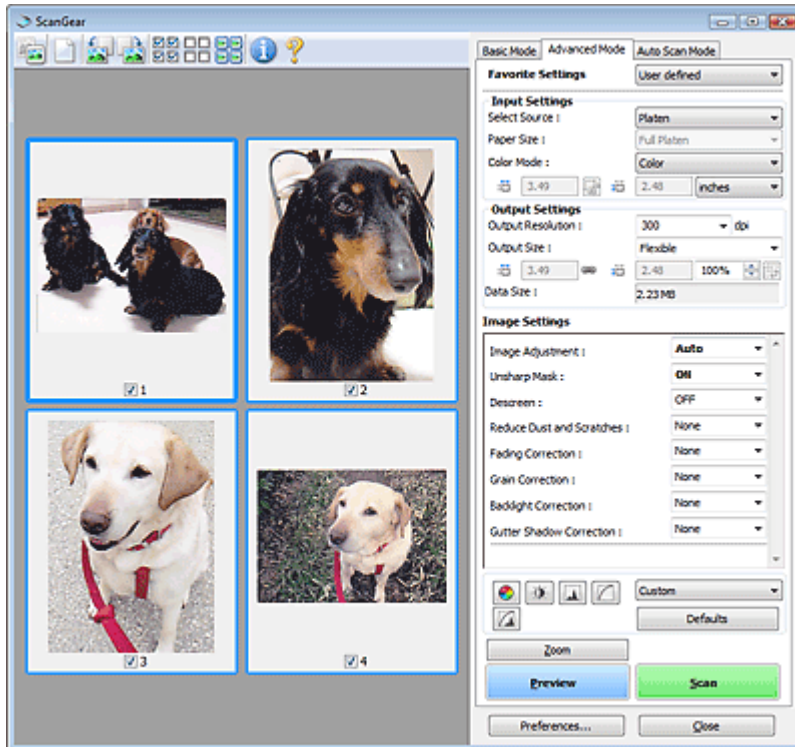 ScanGear
Basic Mode Advanced Mode Auto Scan Mode
Favorite Settings User defined
Input Settings
Select Source : Platen
Paper Size : Full Platen
Color Mode : Color
3.49 2.48 inches
Output Settings
Output Resolution : 300 dpi
Output Size : Flexible
3.49 2.48 100%
Data Size : 2.23 MB
Image Settings
Image Adjustment : Auto
Unsharp Mask : ON
Descreen : OFF
Reduce Dust and Scratches : None
Fading Correction : None
Grain Correction : None
Backlight Correction : None
Gutter Shadow Correction : None
Custom
Defaults
Zoom
Preview Scan
Preferences... Close
1
2
3
4